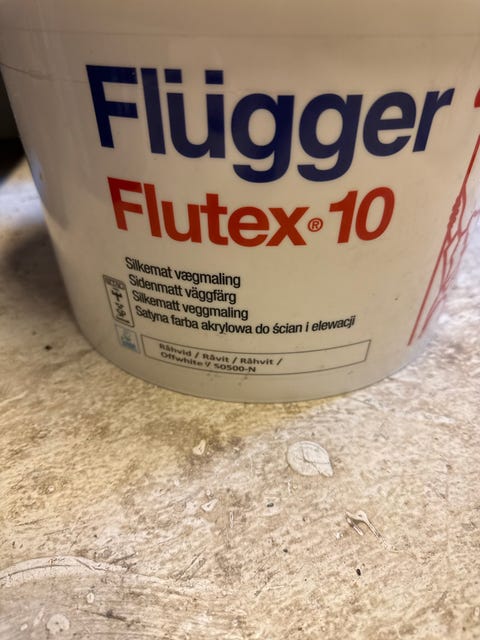 Flügger
Flutex® 10
Silkemat vægmaling
Sidenmatt väggfärg
Silkematt veggmaling
Satyna farba akrylowa do ścian i elewacji
Råhvid / Råvit / Råhvit /
Offwhite // S0500-N